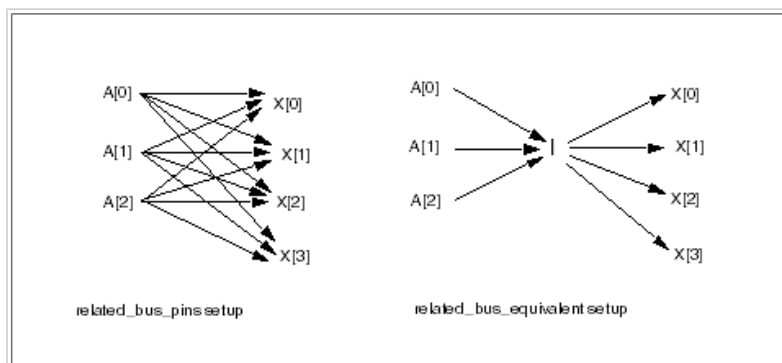 A[0]
X[0]
A[1]
X[1]
A[2]
X[2]
X[3]
related_bus_pins setup
A[0]
X[0]
A[1]
I
X[1]
A[2]
X[2]
X[3]
related_bus_equivalent setup